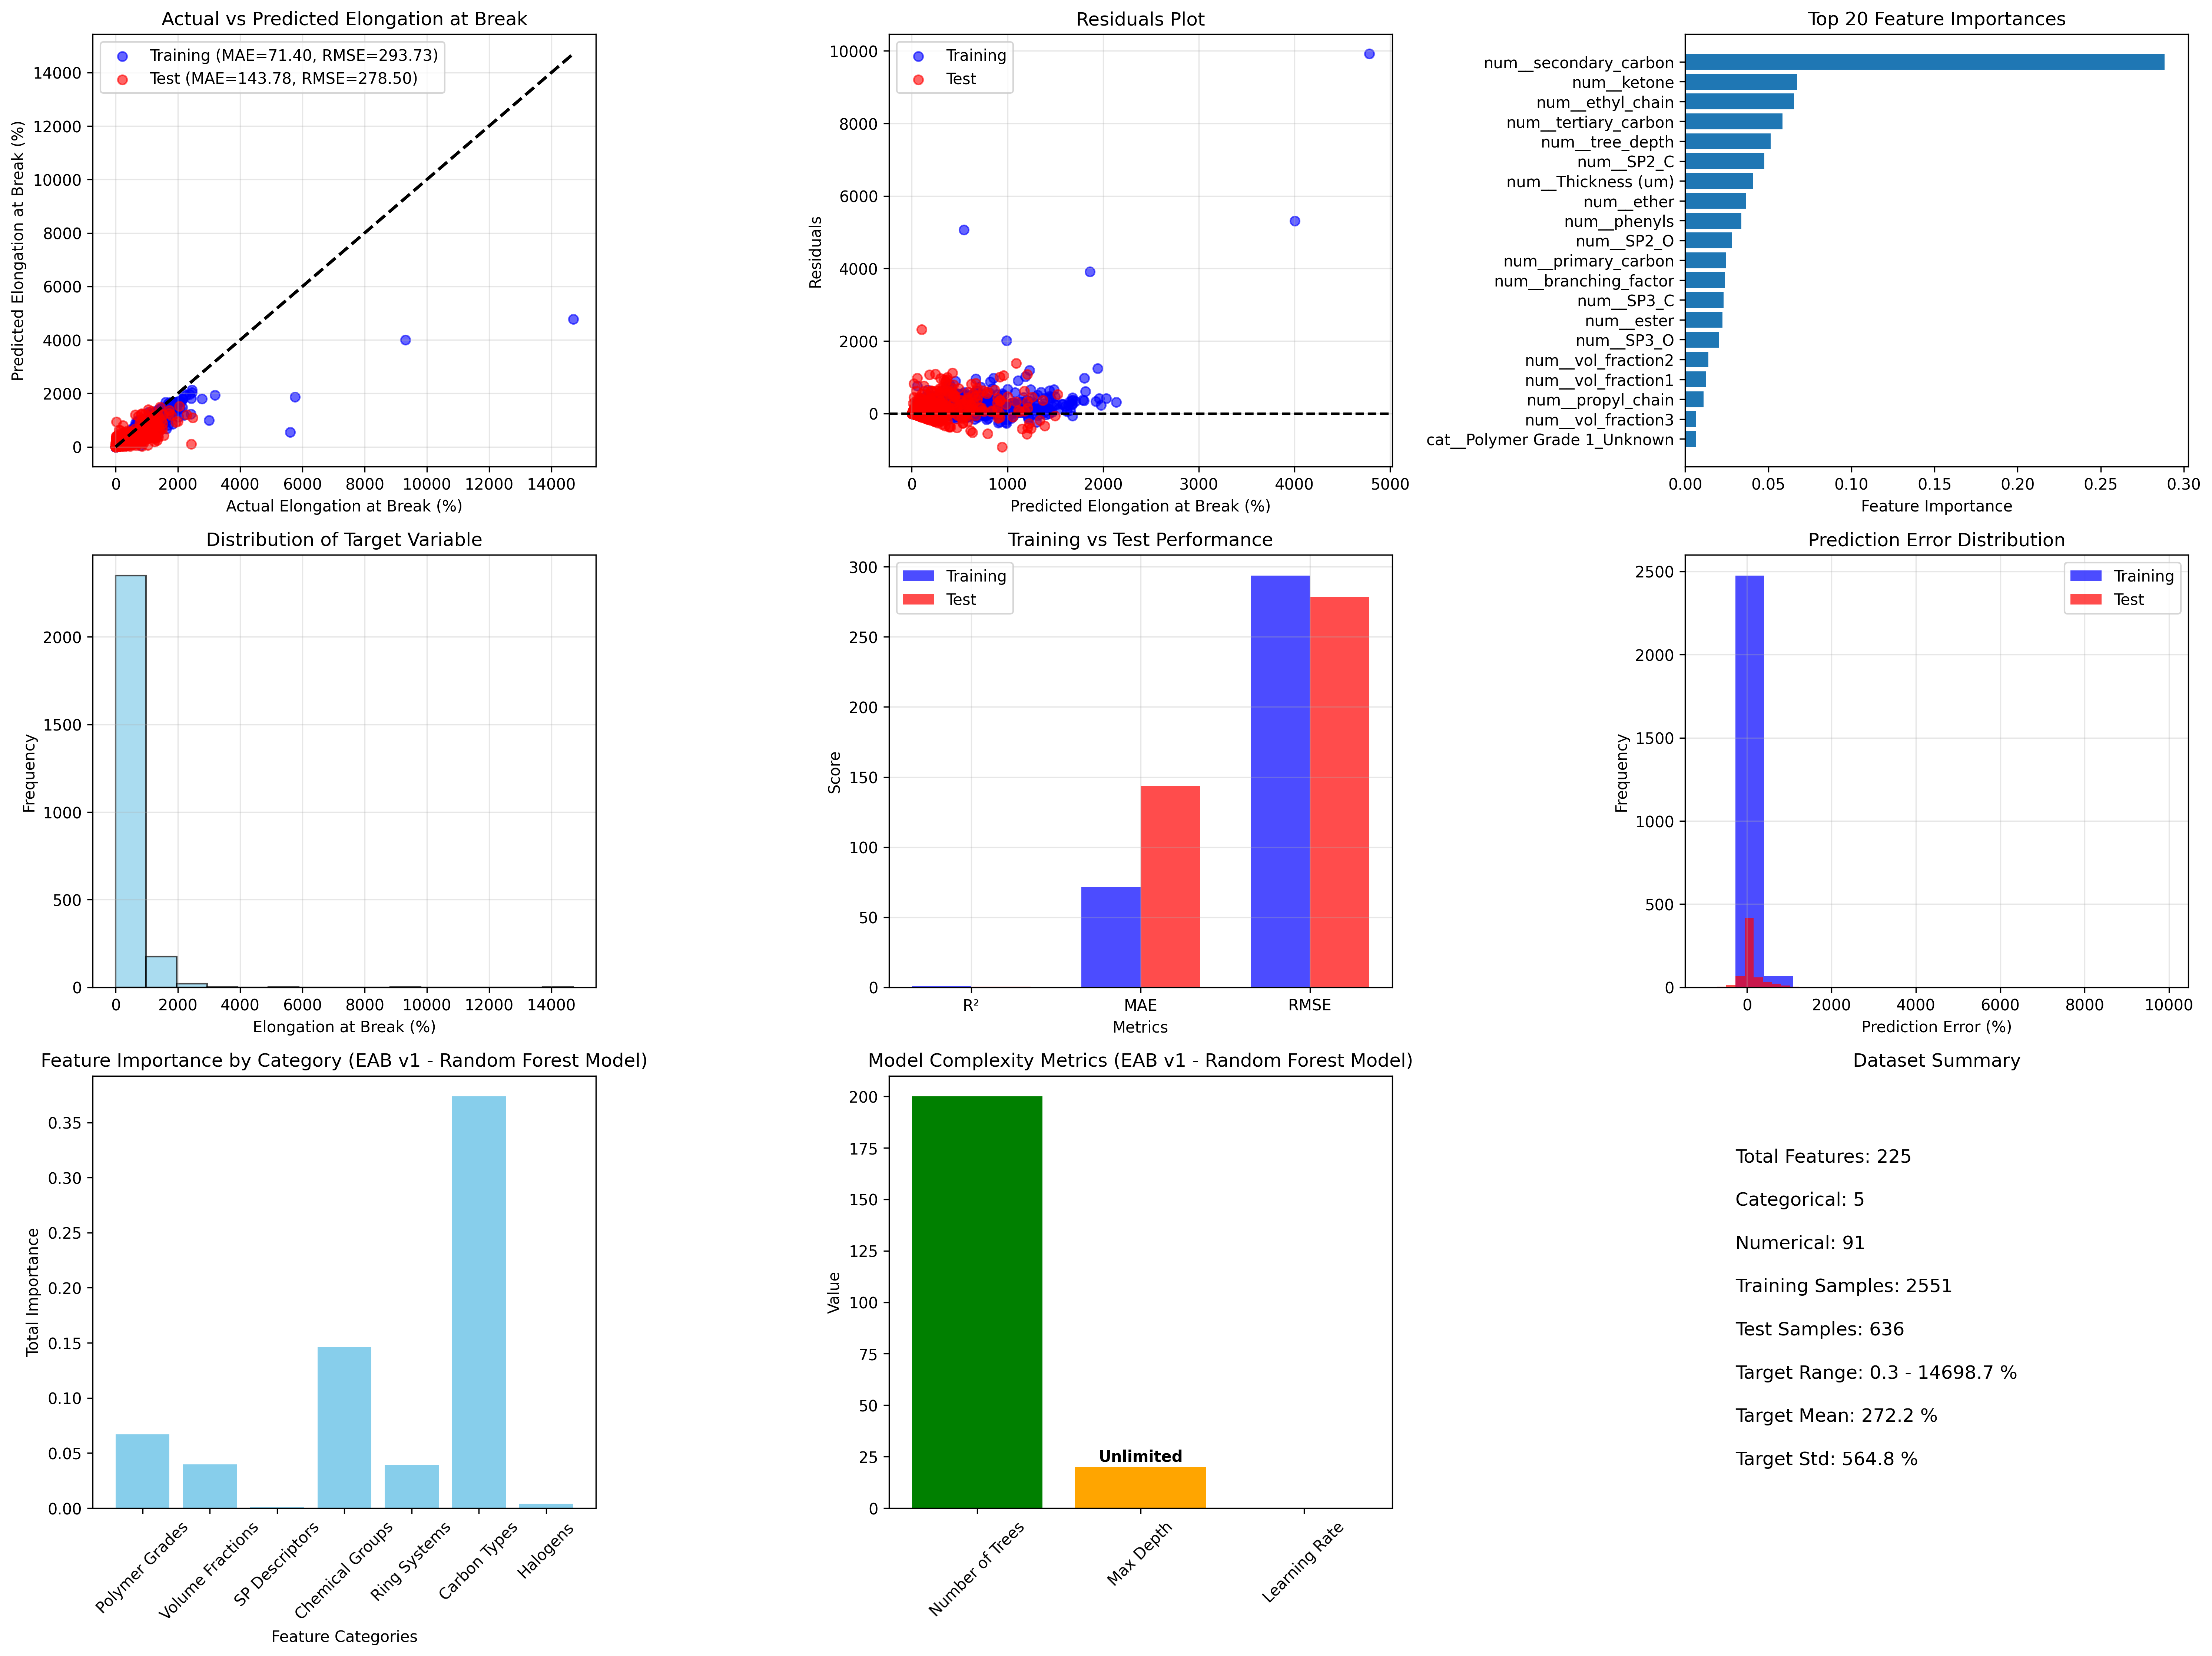 Actual vs Predicted Elongation at Break
Training (MAE=71.40, RMSE=293.73)
Test (MAE=143.78, RMSE=278.50)
14000
12000
10000
8000
6000
4000
2000
0
Predicted Elongation at Break (%)
0 2000 4000 6000 8000 10000 12000 14000
Actual Elongation at Break (%)
Residuals Plot
Training
Test
10000
8000
6000
4000
2000
0
Residuals
0 1000 2000 3000 4000 5000
Predicted Elongation at Break (%)
Top 20 Feature Importances
num__secondary_carbon
num__ketone
num__ethyl_chain
num__tertiary_carbon
num__tree_depth
num__SP2_C
num__Thickness (um)
num__ether
num__phenyls
num__SP2_O
num__primary_carbon
num__branching_factor
num__SP3_C
num__ester
num__SP3_O
num__vol_fraction2
num__vol_fraction1
num__propyl_chain
num__vol_fraction3
cat__Polymer Grade 1_Unknown
0.00 0.05 0.10 0.15 0.20 0.25 0.30
Feature Importance
Distribution of Target Variable
2000
1500
1000
500
0
Frequency
0 2000 4000 6000 8000 10000 12000 14000
Elongation at Break (%)
Training vs Test Performance
Training
Test
300
250
200
150
100
50
0
Score
R² MAE RMSE
Metrics
Prediction Error Distribution
Training
Test
2500
2000
1500
1000
500
0
Frequency
0 2000 4000 6000 8000 10000
Prediction Error (%)
Feature Importance by Category (EAB v1 - Random Forest Model)
0.35
0.30
0.25
0.20
0.15
0.10
0.05
0.00
Total Importance
Polymer Grades
Volume Fractions
SP Descriptors
Chemical Groups
Ring Systems
Carbon Types
Halogens
Feature Categories
Model Complexity Metrics (EAB v1 - Random Forest Model)
200
175
150
125
100
75
50
25
0
Value
Unlimited
Number of Trees
Max Depth
Learning Rate
Dataset Summary
Total Features: 225
Categorical: 5
Numerical: 91
Training Samples: 2551
Test Samples: 636
Target Range: 0.3 - 14698.7 %
Target Mean: 272.2 %
Target Std: 564.8 %